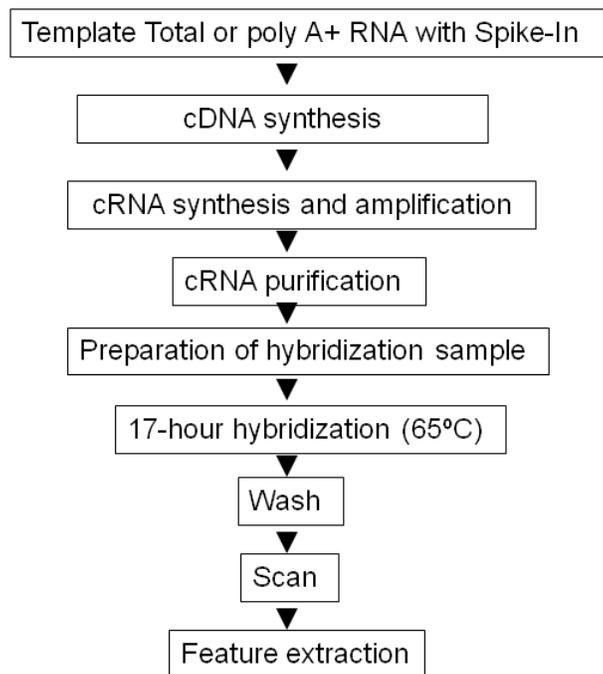 Template Total or poly A+ RNA with Spike-In
cDNA synthesis
cRNA synthesis and amplification
cRNA purification
Preparation of hybridization sample
17-hour hybridization (65ºC)
Wash
Scan
Feature extraction